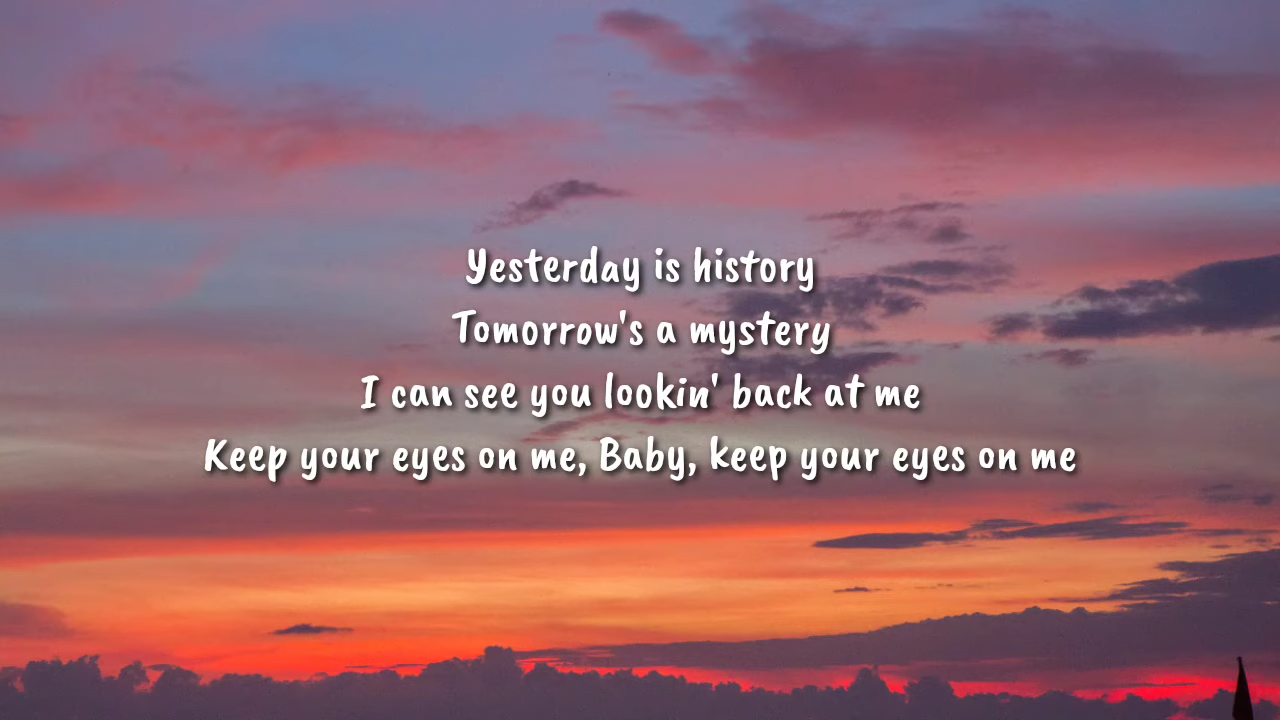 Yesterday is history
Tomorrow's a mystery
I can see you lookin' back at me
Keep your eyes on me, Baby, keep your eyes on me